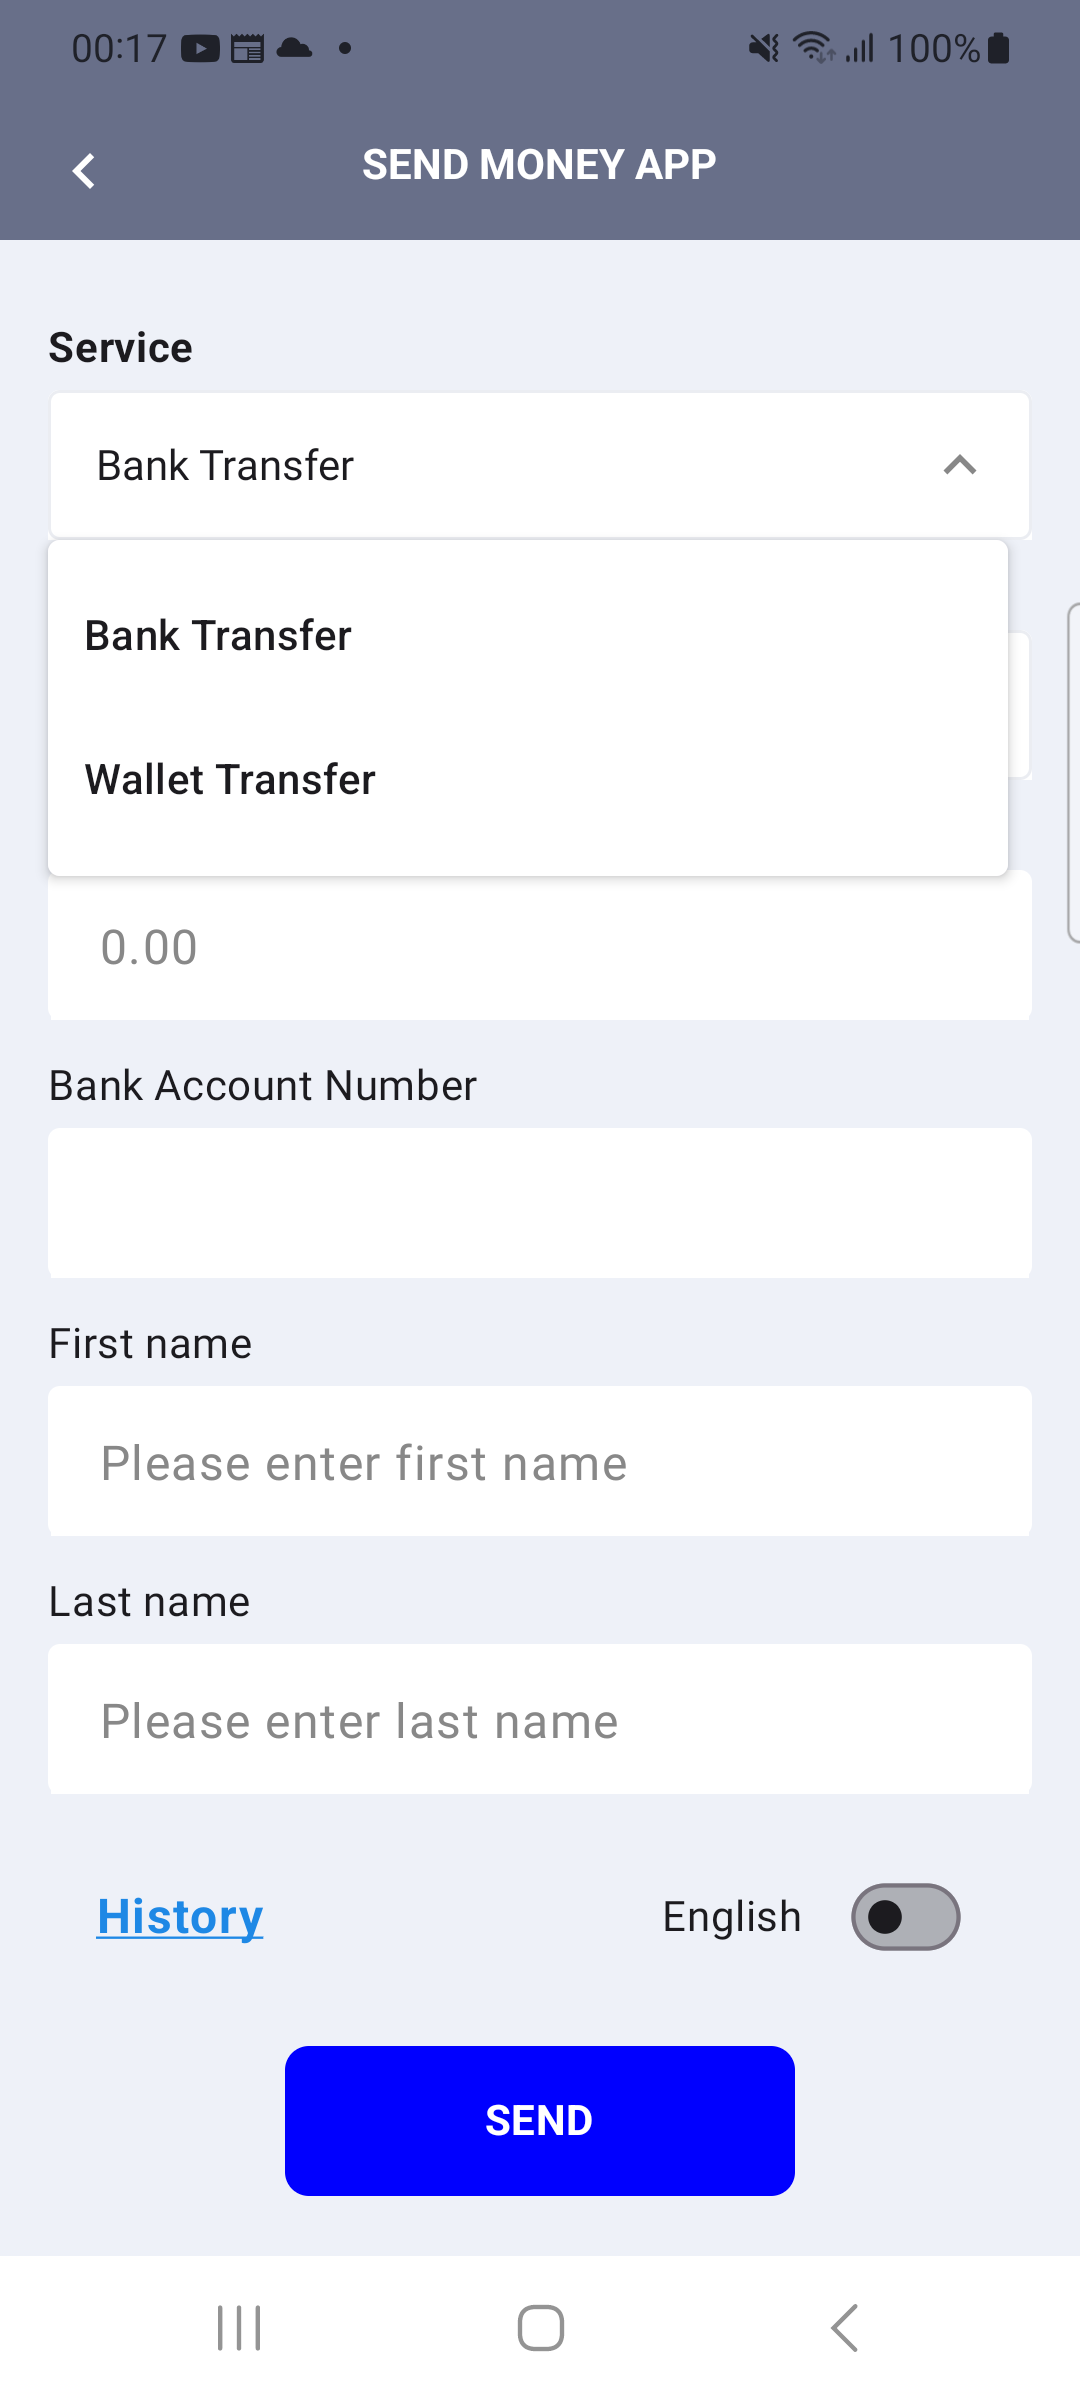 00:17
100%
SEND MONEY APP
Service
Bank Transfer
Bank Transfer
Wallet Transfer
0.00
Bank Account Number
First name
Please enter first name
Last name
Please enter last name
History English
SEND